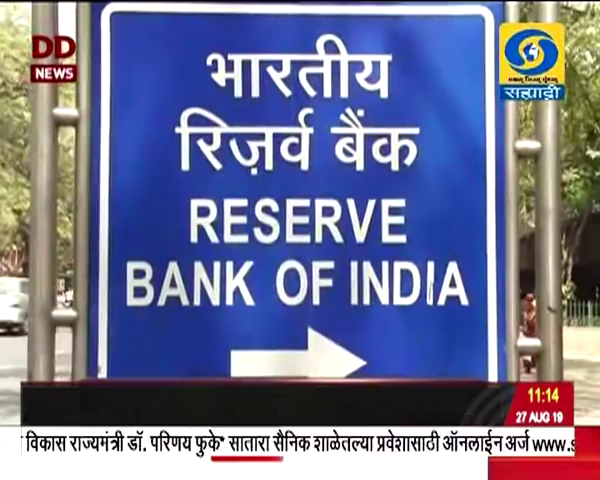 DD
NEWS
सह्याद्री
भारतीय
रिज़र्व बैंक
RESERVE
BANK OF INDIA
11:14
27 AUG 19
विकास राज्यमंत्री डॉ. परिणय फुके* सातारा सैनिक शाळेतल्या प्रवेशासाठी ऑनलाईन अर्ज www.s